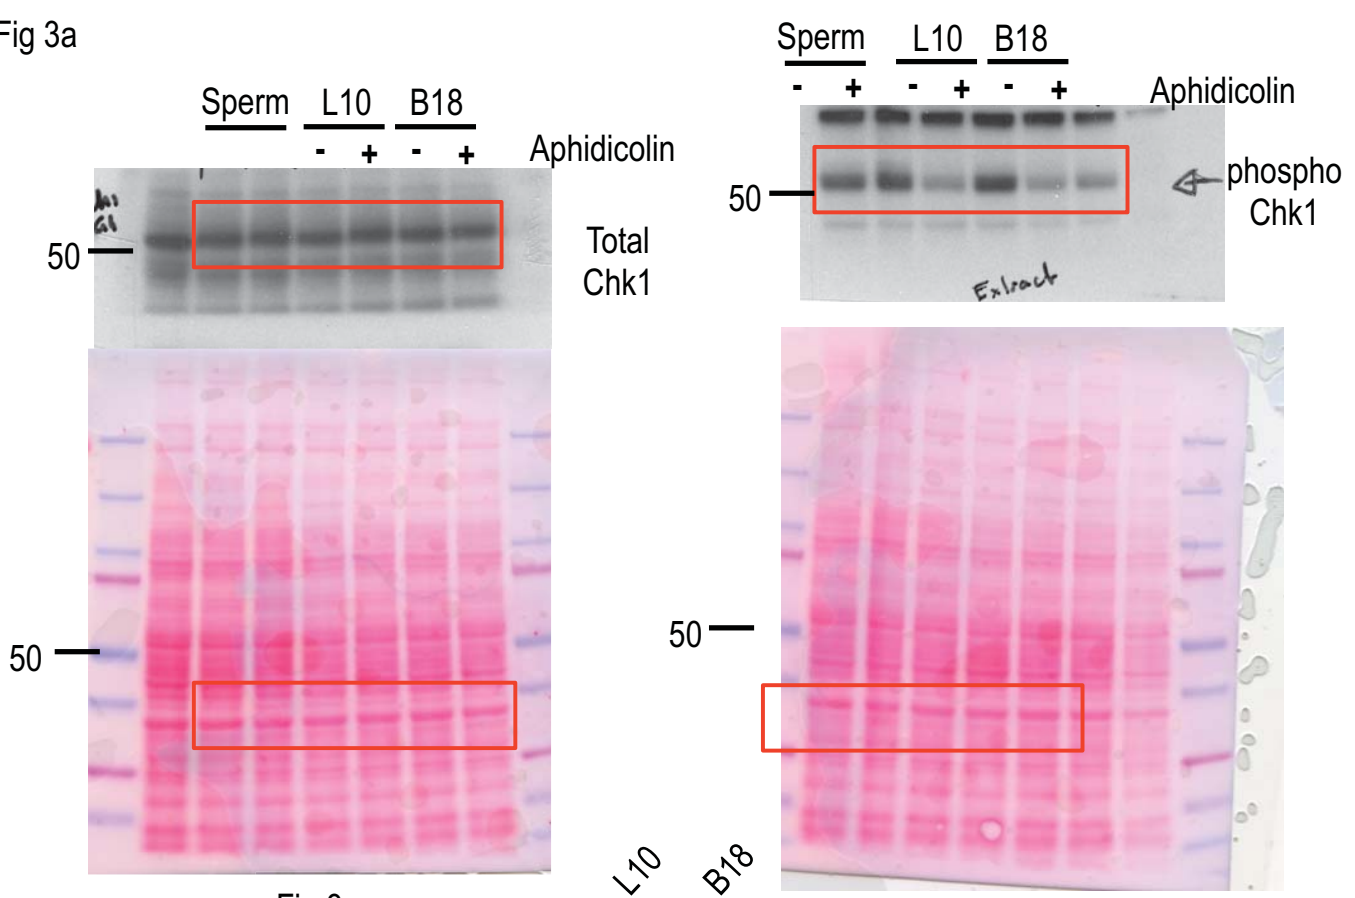 Fig 3a
Sperm L10 B18
- + - + Aphidicolin
50
Total
Chk1
50
Sperm L10 B18
- + - + - + Aphidicolin
50
phospho
Chk1
Extract
50
L10 B18